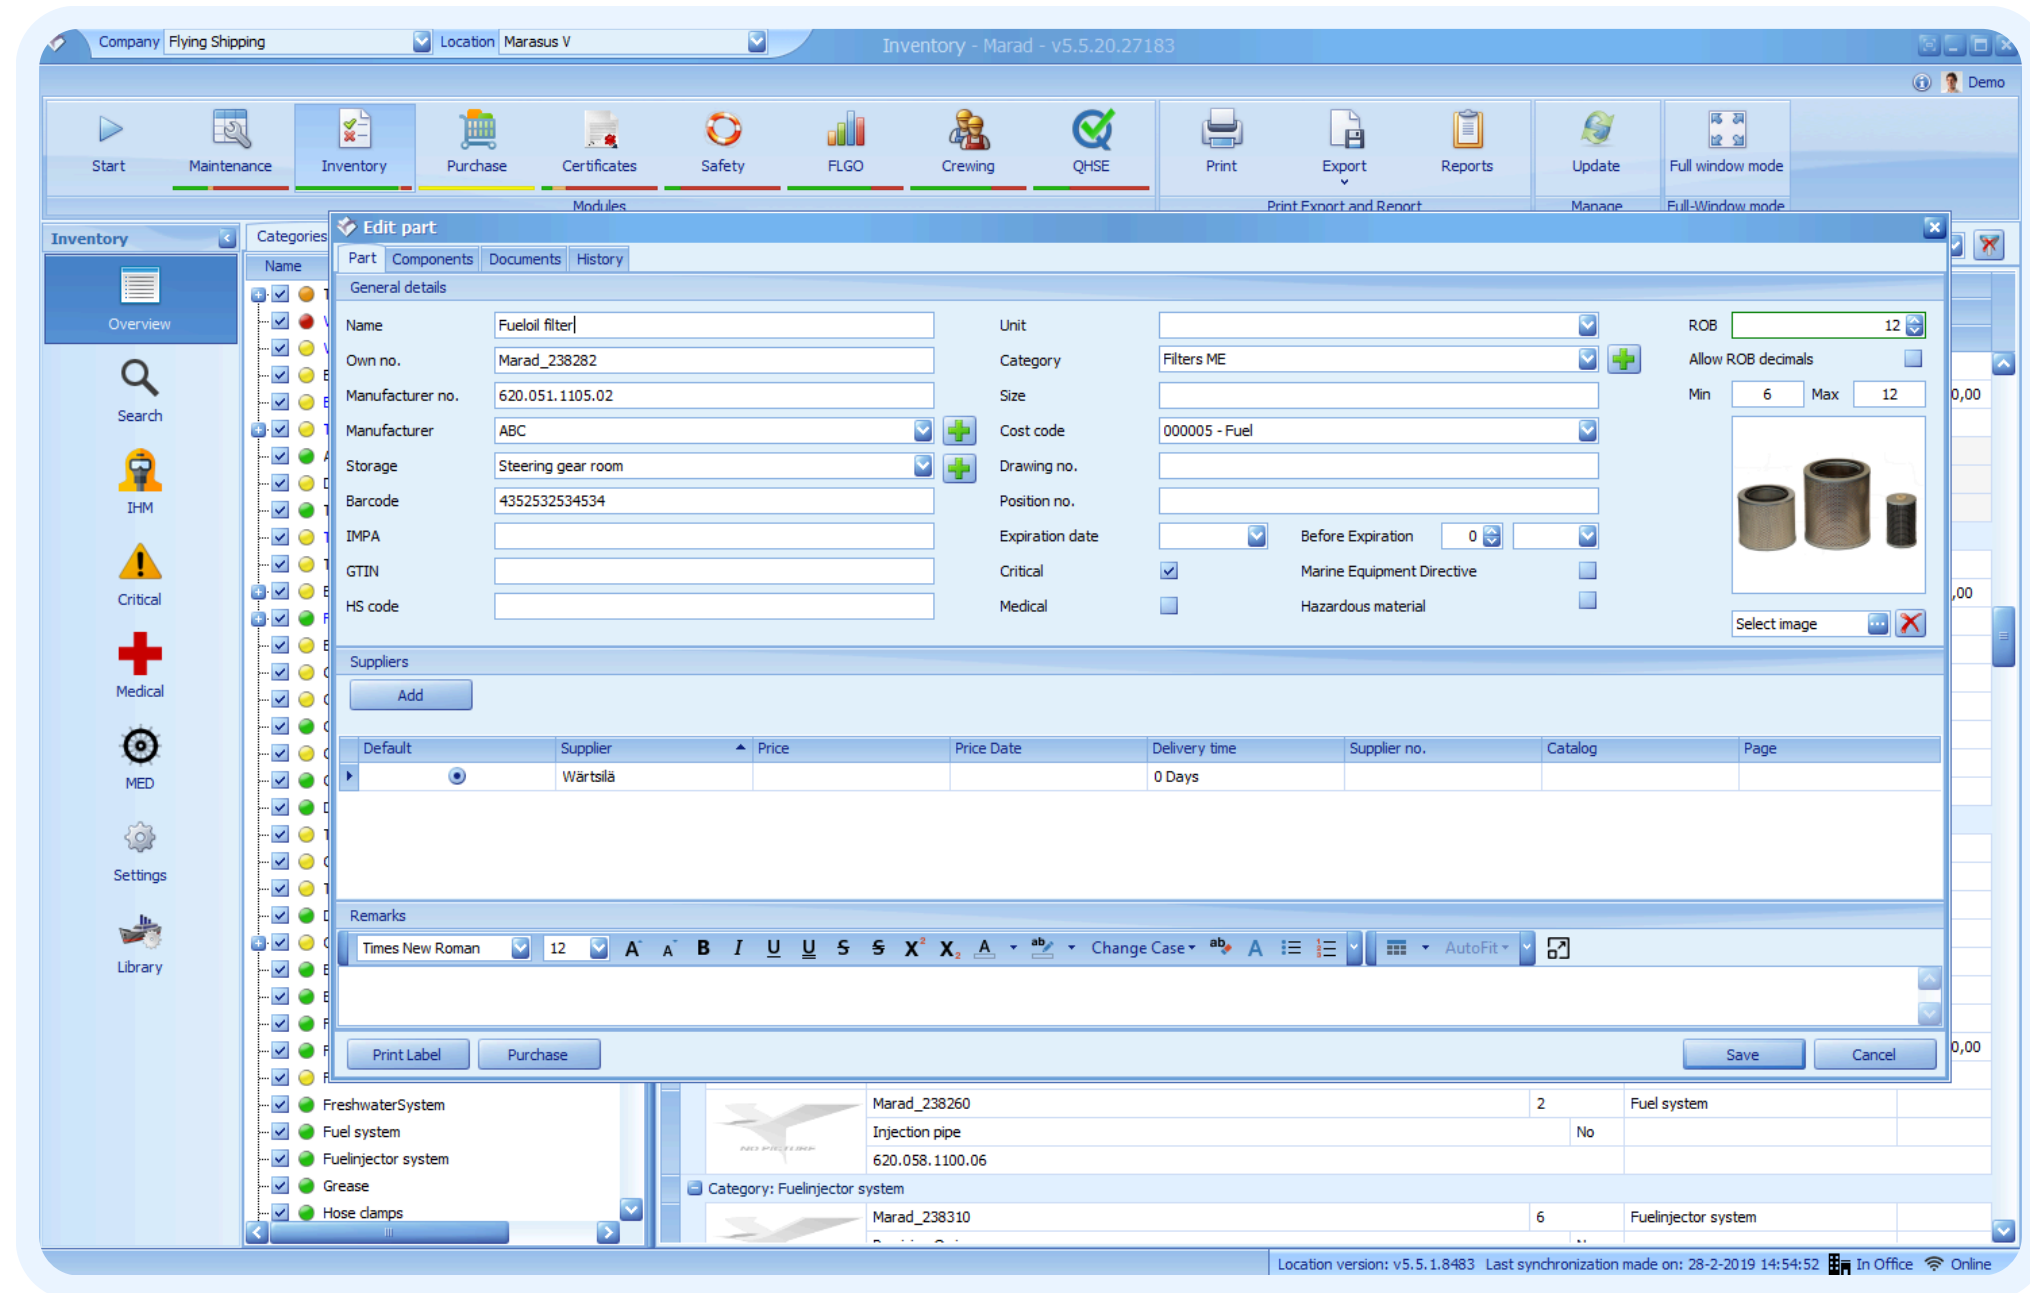 Company Flying Shipping Location Marasus V Inventory - Marad - v5.5.20.27183
Demo
Start Maintenance Inventory Purchase Certificates Safety FLGO Crewing QHSE Print Export Reports Update Full window mode
Modules Print Export and Report Manage Full-Window mode
Inventory
Overview
Search
IHM
Critical
Medical
MED
Settings
Library
Categories
Name
Edit part
Part Components Documents History
General details
Name Fueloil filter Unit ROB 12
Own no. Marad_238282 Category Filters ME Allow ROB decimals
Manufacturer no. 620.051.1105.02 Size Min 6 Max 12
Manufacturer ABC Cost code 000005 - Fuel
Storage Steering gear room Drawing no.
Barcode 4352532534534 Position no.
IMPA Expiration date Before Expiration 0
GTIN Critical Marine Equipment Directive
HS code Medical Hazardous material
Select image
Suppliers
Add
Default Supplier Price Price Date Delivery time Supplier no. Catalog Page
Wärtsilä 0 Days
Remarks
Times New Roman 12 A A B I U U S S X² X₂ A ab Change Case ab A AutoFit
Print Label Purchase Save Cancel
0,00
,00
0,00
FreshwaterSystem
Fuel system
Fuelinjector system
Grease
Hose clamps
Marad_238260 2 Fuel system
Injection pipe No
NO PICTURE
620.058.1100.06
Category: Fuelinjector system
Marad_238310 6 Fuelinjector system
Location version: v5.5.1.8483 Last synchronization made on: 28-2-2019 14:54:52 In Office Online